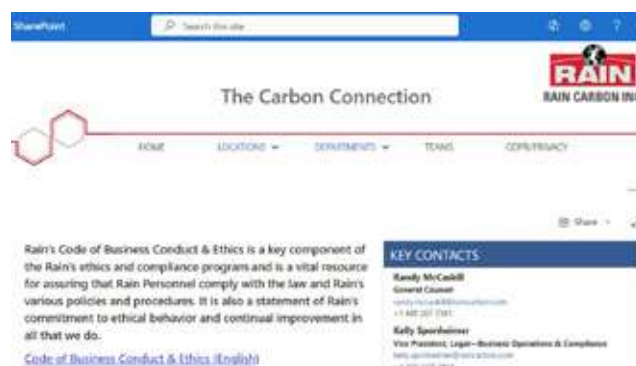 SharePoint
Search this site
?
RAIN
RAIN CARBON IN
The Carbon Connection
HOME LOCATIONS DEPARTMENTS TEAMS GDPR/PRIVACY
Share
Rain's Code of Business Conduct & Ethics is a key component of
the Rain's ethics and compliance program and is a vital resource
for assuring that Rain Personnel comply with the law and Rain's
various policies and procedures. It is also a statement of Rain's
commitment to ethical behavior and continual improvement in
all that we do.
Code of Business Conduct & Ethics (English)
KEY CONTACTS
Randy McCaskill
General Counsel
Kelly Sponheimer
Vice President, Legal—Business Operations & Compliance